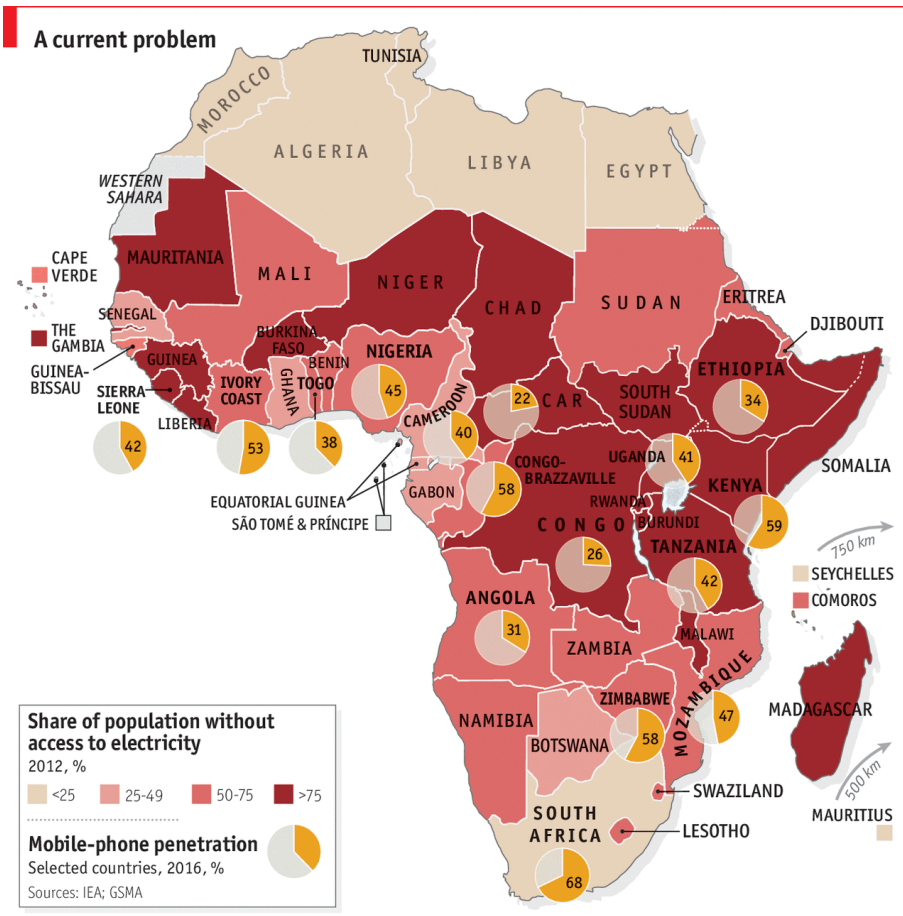 A current problem
TUNISIA
MOROCCO
ALGERIA
LIBYA
EGYPT
WESTERN
SAHARA
MAURITANIA
MALI
NIGER
CHAD
SUDAN
ERITREA
CAPE
VERDE
SENEGAL
THE
GAMBIA
GUINEA-
BISSAU
GUINEA
SIERRA
LEONE
LIBERIA
BURKINA
FASO
IVORY
COAST
GHANA
BENIN
TOGO
NIGERIA
CAMEROON
CAR
SOUTH
SUDAN
ETHIOPIA
DJIBOUTI
SOMALIA
42
53
38
45
40
22
34
EQUATORIAL GUINEA
SÃO TOMÉ & PRÍNCIPE
GABON
CONGO-
BRAZZAVILLE
58
UGANDA
41
KENYA
59
RWANDA
BURUNDI
CONGO
26
TANZANIA
42
750 km
SEYCHELLES
COMOROS
ANGOLA
31
ZAMBIA
MALAWI
MOZAMBIQUE
47
ZIMBABWE
58
NAMIBIA
BOTSWANA
MADAGASCAR
500 km
MAURITIUS
SWAZILAND
LESOTHO
SOUTH
AFRICA
68
Share of population without
access to electricity
2012, %
<25 25-49 50-75 >75
Mobile-phone penetration
Selected countries, 2016, %
Sources: IEA; GSMA